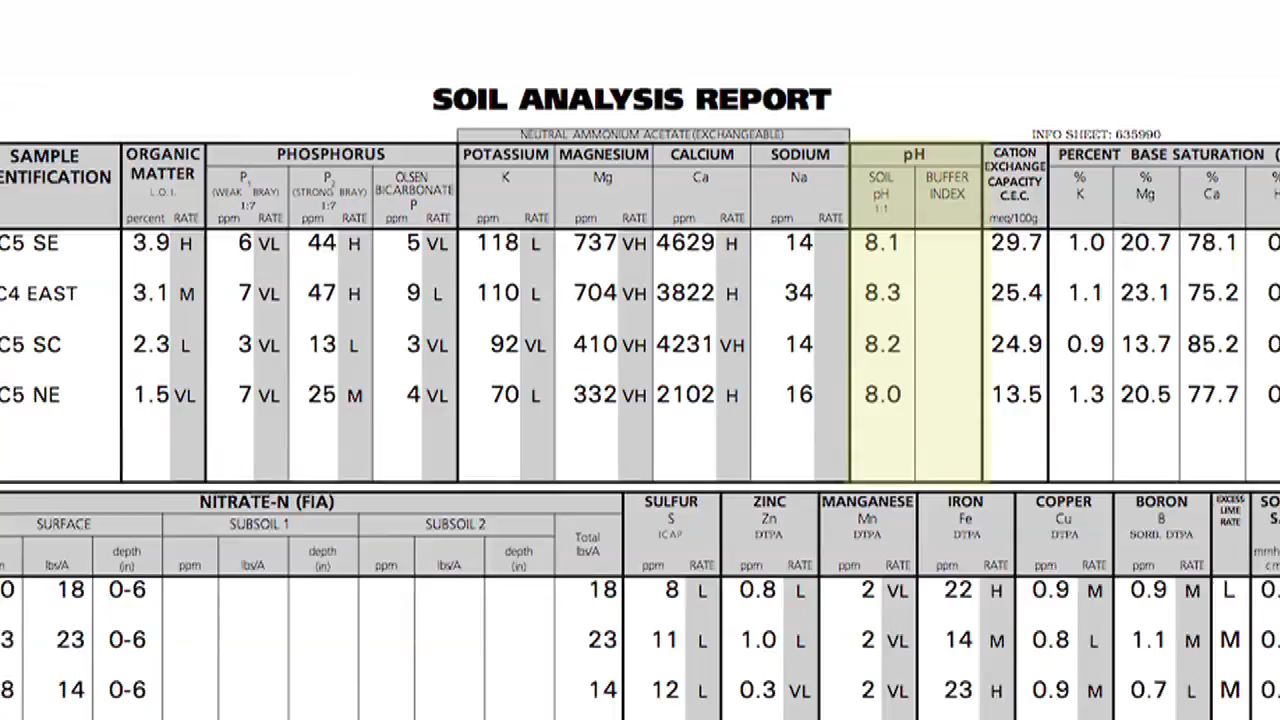 SOIL ANALYSIS REPORT
NEUTRAL AMMONIUM ACETATE (EXCHANGEABLE)
INFO SHEET: 635990
SAMPLE ENTIFICATION ORGANIC MATTER PHOSPHORUS POTASSIUM MAGNESIUM CALCIUM SODIUM pH CATION EXCHANGE CAPACITY C.E.C. PERCENT BASE SATURATION (
L.O.I. P1 (WEAK BRAY) 1:7 P2 (STRONG BRAY) 1:7 OLSEN BICARBONATE P K Mg Ca Na SOIL pH 1:1 BUFFER INDEX % K % Mg % Ca %
percent RATE ppm RATE ppm RATE ppm RATE ppm RATE ppm RATE ppm RATE ppm RATE meq/100g
C5 SE 3.9 H 6 VL 44 H 5 VL 118 L 737 VH 4629 H 14 8.1 29.7 1.0 20.7 78.1 0
C4 EAST 3.1 M 7 VL 47 H 9 L 110 L 704 VH 3822 H 34 8.3 25.4 1.1 23.1 75.2 0
C5 SC 2.3 L 3 VL 13 L 3 VL 92 VL 410 VH 4231 VH 14 8.2 24.9 0.9 13.7 85.2 0
C5 NE 1.5 VL 7 VL 25 M 4 VL 70 L 332 VH 2102 H 16 8.0 13.5 1.3 20.5 77.7 0
NITRATE-N (FIA) SULFUR ZINC MANGANESE IRON COPPER BORON EXCESS LIME RATE SO
SURFACE SUBSOIL 1 SUBSOIL 2 Total lbs/A S ICAP Zn DTPA Mn DTPA Fe DTPA Cu DTPA B SORB. DTPA
lbs/A depth (in) ppm lbs/A depth (in) ppm lbs/A depth (in) ppm RATE ppm RATE ppm RATE ppm RATE ppm RATE ppm RATE
0 18 0-6 18 8 L 0.8 L 2 VL 22 H 0.9 M 0.9 M L 0.
3 23 0-6 23 11 L 1.0 L 2 VL 14 M 0.8 L 1.1 M M 0.
8 14 0-6 14 12 L 0.3 VL 2 VL 23 H 0.9 M 0.7 L M 0.